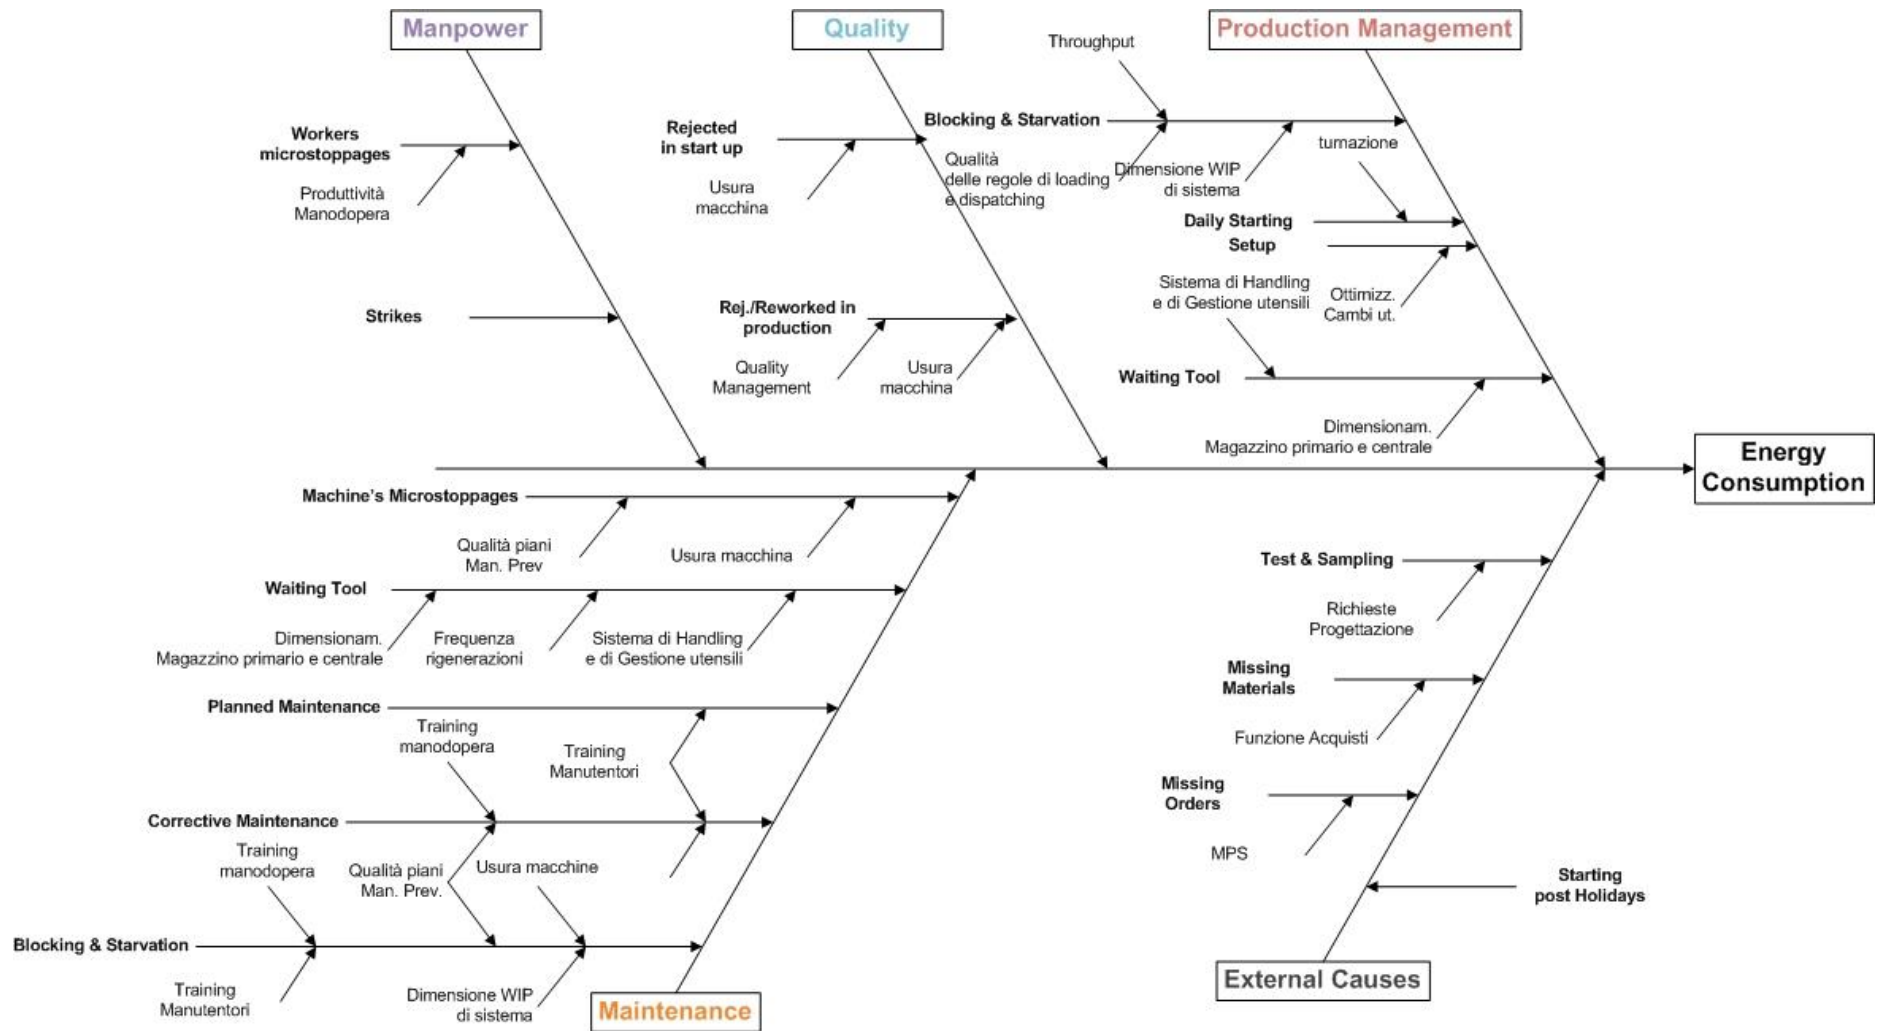 Manpower
Quality
Production Management
Throughput
Blocking & Starvation
Workers
microstoppages
Rejected
in start up
turnazione
Qualità
delle regole di loading
e dispatching
Dimensione WIP
di sistema
Produttività
Manodopera
Usura
macchina
Daily Starting
Setup
Sistema di Handling
e di Gestione utensili
Ottimizz.
Cambi ut.
Strikes
Rej./Reworked in
production
Quality
Management
Usura
macchina
Waiting Tool
Dimensionam.
Magazzino primario e centrale
Energy
Consumption
Machine's Microstoppages
Qualità piani
Man. Prev
Usura macchina
Test & Sampling
Waiting Tool
Richieste
Progettazione
Dimensionam.
Magazzino primario e centrale
Frequenza
rigenerazioni
Sistema di Handling
e di Gestione utensili
Missing
Materials
Planned Maintenance
Training
manodopera
Training
Manutentori
Funzione Acquisti
Missing
Orders
Corrective Maintenance
Training
manodopera
Qualità piani
Man. Prev.
Usura macchine
MPS
Starting
post Holidays
Blocking & Starvation
Training
Manutentori
Dimensione WIP
di sistema
External Causes
Maintenance